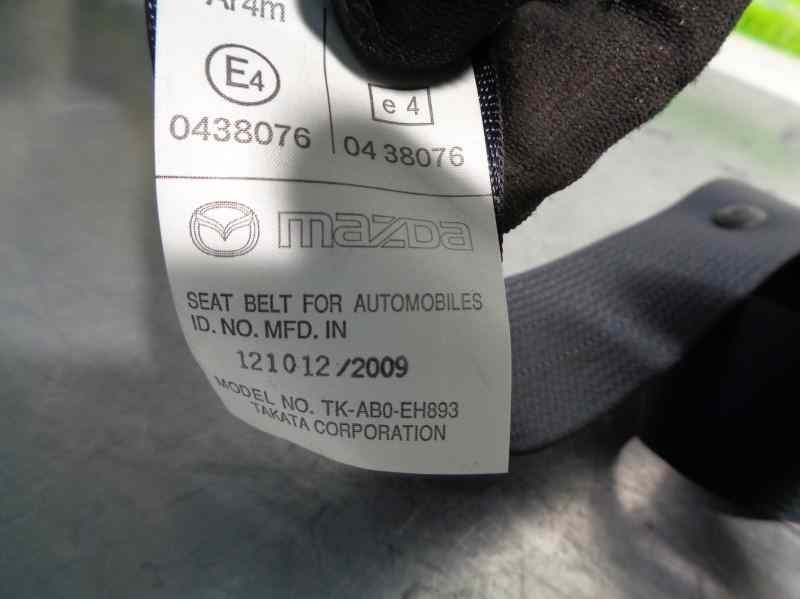 Ar4m
E4
e 4
0438076
04 38076
mazda
SEAT BELT FOR AUTOMOBILES
ID. NO. MFD. IN
121012/2009
MODEL NO. TK-AB0-EH893
TAKATA CORPORATION